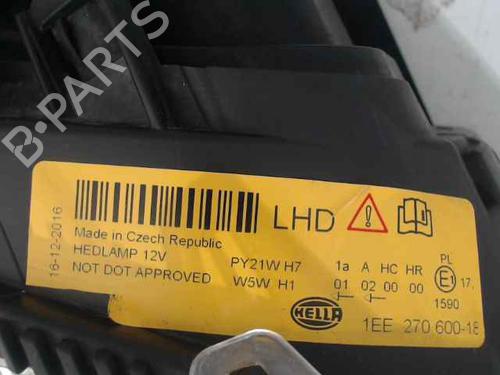 B-PARTS
16-12-2016
LHD
Made in Czech Republic
HEDLAMP 12V
NOT DOT APPROVED
PY21W H7
W5W H1
1a A HC HR
01 02 00 00
PL
E1 17,
1590
HELLA
1EE 270 600-18